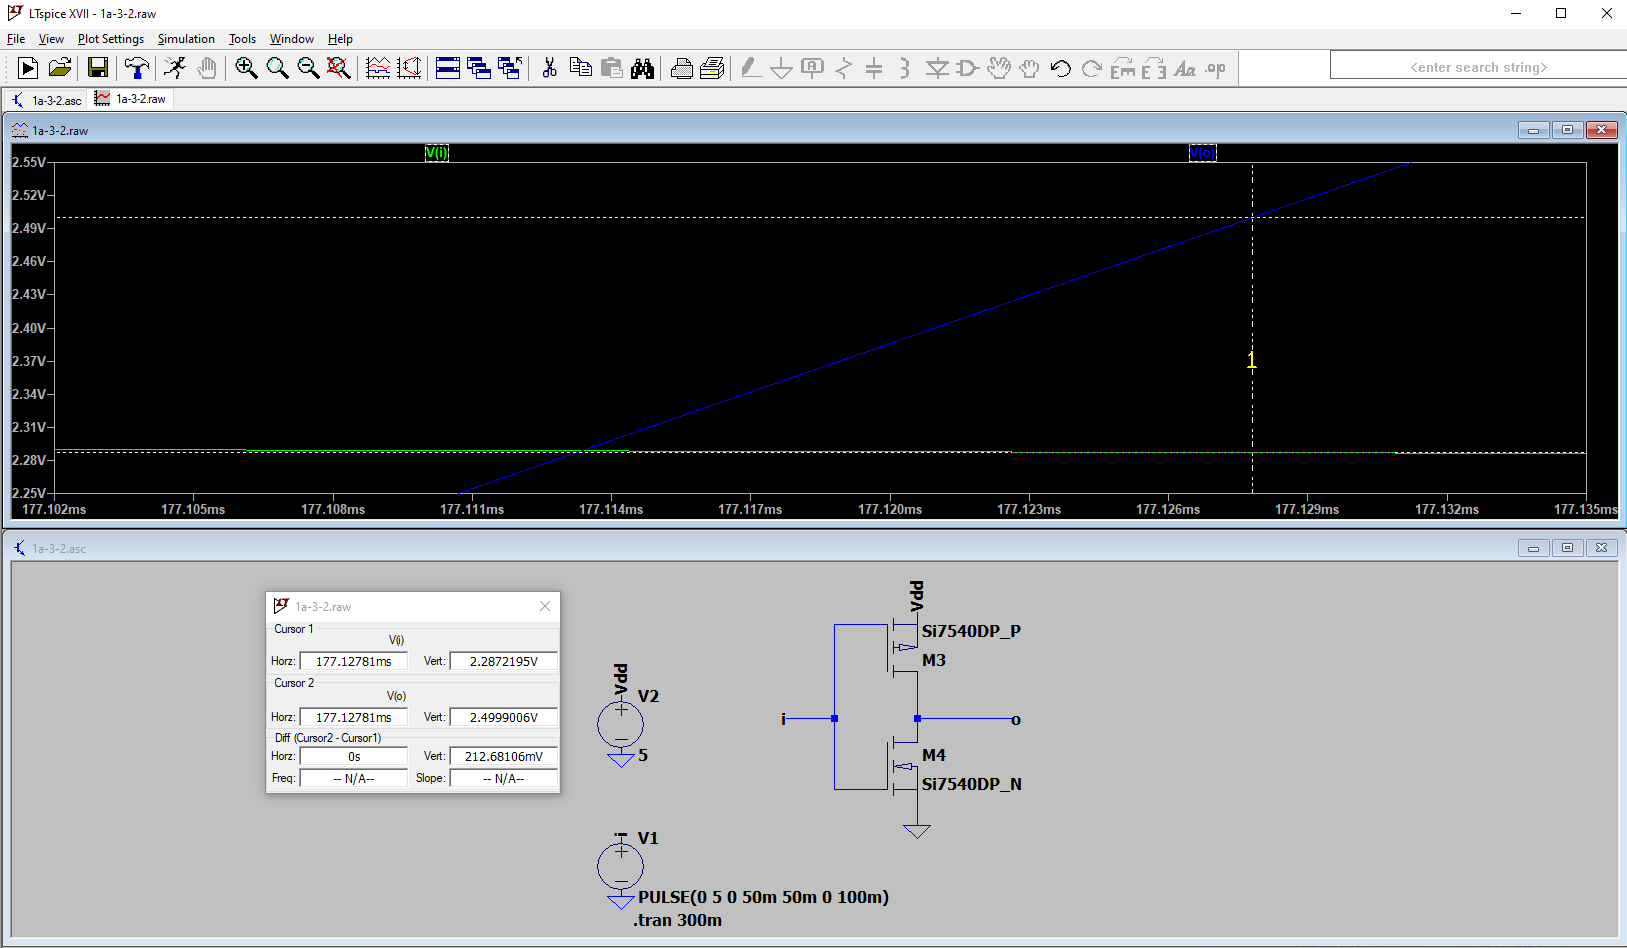 LTspice XVII - 1a-3-2.raw
File View Plot Settings Simulation Tools Window Help
<enter search string>
1a-3-2.asc 1a-3-2.raw
1a-3-2.raw
V(i) V(o)
2.55V
2.52V
2.49V
2.46V
2.43V
2.40V
2.37V
1
2.34V
2.31V
2.28V
2.25V
177.102ms 177.105ms 177.108ms 177.111ms 177.114ms 177.117ms 177.120ms 177.123ms 177.126ms 177.129ms 177.132ms 177.135ms
1a-3-2.asc
1a-3-2.raw
Cursor 1
V(i)
Horz: 177.12781ms Vert: 2.2872195V
Cursor 2
V(o)
Horz: 177.12781ms Vert: 2.4999006V
Diff (Cursor2 - Cursor1)
Horz: 0s Vert: 212.68106mV
Freq: -- N/A-- Slope: -- N/A--
Vdd
V2
5
i
V1
PULSE(0 5 0 50m 50m 0 100m)
.tran 300m
Vdd
Si7540DP_P
M3
i
o
M4
Si7540DP_N